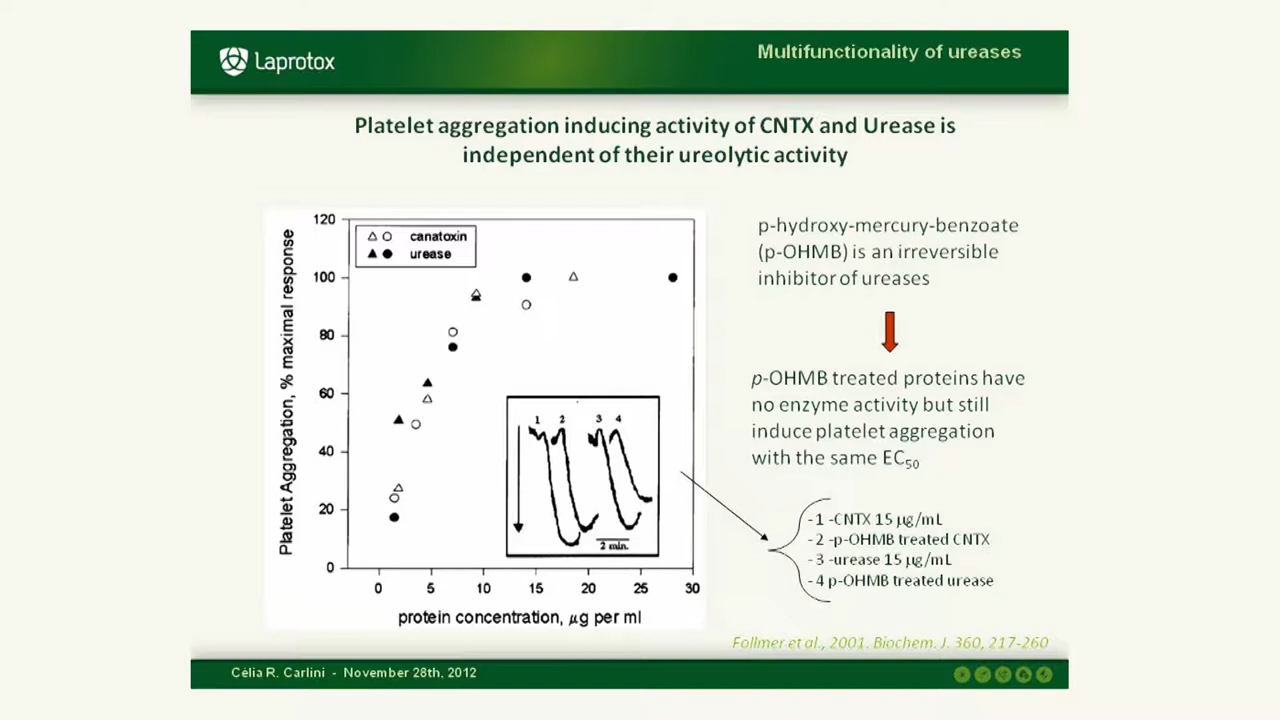 Laprotox
Multifunctionality of ureases
Platelet aggregation inducing activity of CNTX and Urease is
independent of their ureolytic activity
120
100
80
60
40
20
0
Platelet Aggregation, % maximal response
canatoxin
urease
1 2 3 4
2 min.
0 5 10 15 20 25 30
protein concentration, μg per ml
p-hydroxy-mercury-benzoate
(p-OHMB) is an irreversible
inhibitor of ureases
p-OHMB treated proteins have
no enzyme activity but still
induce platelet aggregation
with the same EC50
- 1 -CNTX 15 μg/mL
- 2 -p-OHMB treated CNTX
- 3 -urease 15 μg/mL
- 4 p-OHMB treated urease
Follmer et al., 2001. Biochem. J. 360, 217-260
Célia R. Carlini - November 28th, 2012